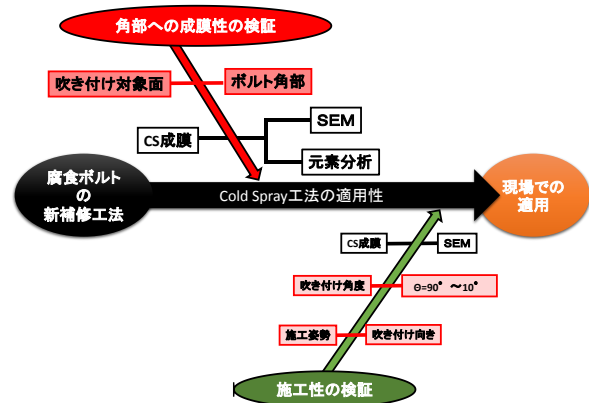 角部への成膜性の検証
吹き付け対象面
ボルト角部
SEM
CS成膜
元素分析
腐食ボルト
の
新補修工法
Cold Spray工法の適用性
現場での
適用
CS成膜
SEM
吹き付け角度
Θ=90°~10°
施工姿勢
吹き付け向き
施工性の検証